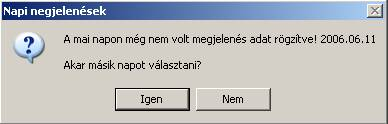 Napi negjelenések
A mai napon még nem volt megjelenés adat rögzítve! 2006.06.11
Akar másik napot választani?
Igen
Nem